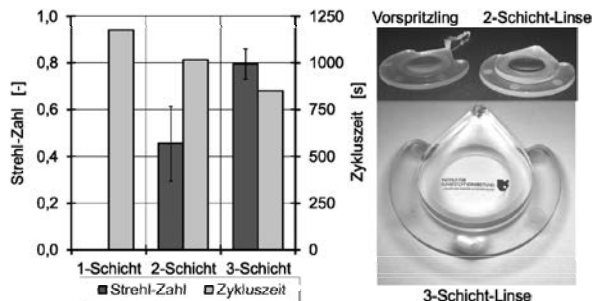 Strehl-Zahl [-]
1,0
0,8
0,6
0,4
0,2
0,0
1250
1000
750
500
250
0
Zykluszeit [s]
1-Schicht 2-Schicht 3-Schicht
Strehl-Zahl Zykluszeit
Vorspritzling 2-Schicht-Linse
3-Schicht-Linse